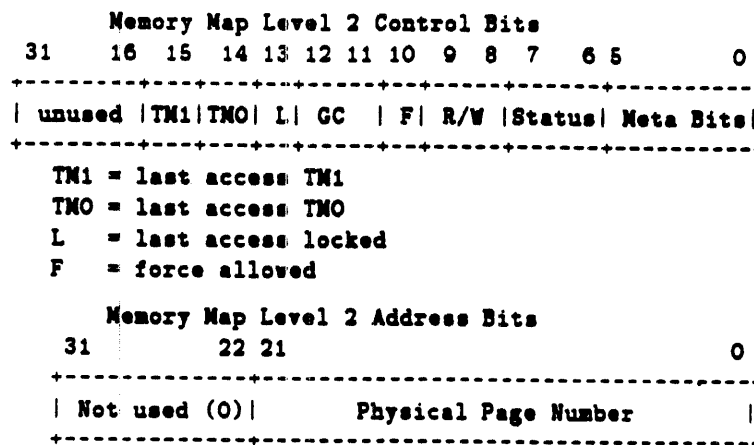 Memory Map Level 2 Control Bits
31 16 15 14 13 12 11 10 9 8 7 6 5 0
+---------+---+----+--+------+--+-----+------+----------
| unused |TM1|TM0| L| GC | F| R/W |Status| Meta Bits|
+---------+---+----+--+------+--+-----+------+----------
TM1 = last access TM1
TM0 = last access TM0
L = last access locked
F = force allowed
Memory Map Level 2 Address Bits
31 22 21 0
+--------------+------------------------------------
| Not used (0)| Physical Page Number |
+--------------+------------------------------------